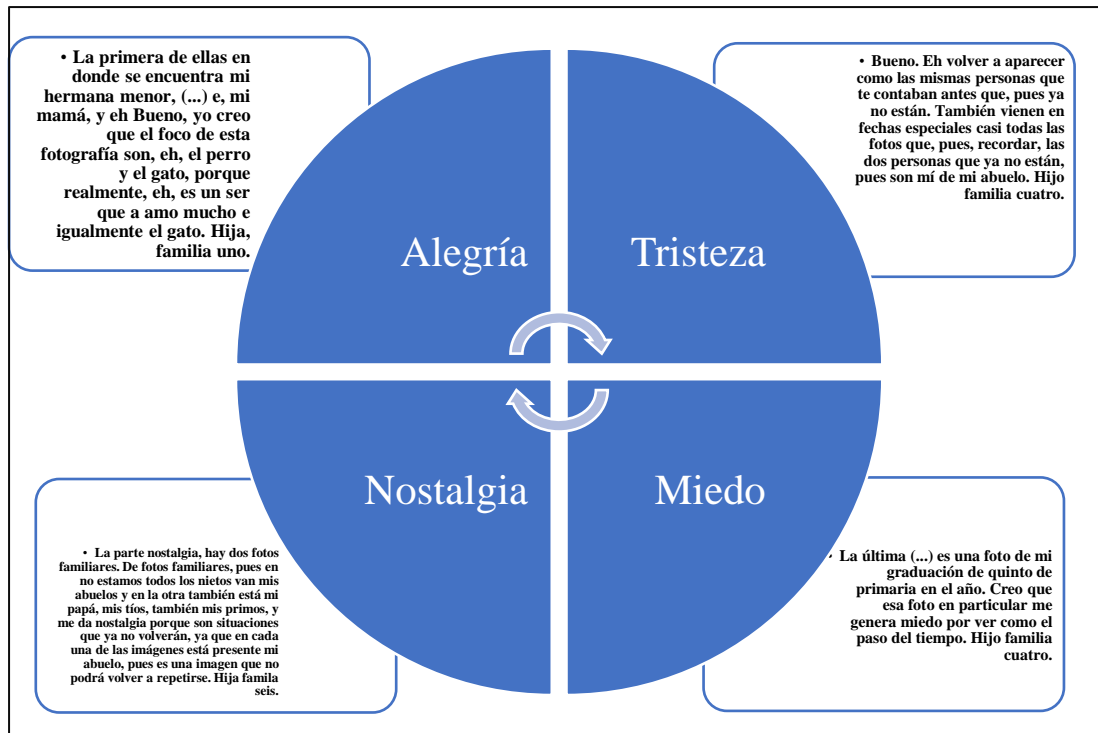 • La primera de ellas en
donde se encuentra mi
hermana menor, (...) e, mi
mamá, y eh Bueno, yo creo
que el foco de esta
fotografía son, eh, el perro
y el gato, porque
realmente, eh, es un ser
que a amo mucho e
igualmente el gato. Hija,
familia uno.
Alegría
• Bueno. Eh volver a aparecer
como las mismas personas que
te contaban antes que, pues ya
no están. También vienen en
fechas especiales casi todas las
fotos que, pues, recordar, las
dos personas que ya no están,
pues son mí de mi abuelo. Hijo
familia cuatro.
Tristeza
Nostalgia
• La parte nostalgia, hay dos fotos
familiares. De fotos familiares, pues en
no estamos todos los nietos van mis
abuelos y en la otra también está mi
papá, mis tíos, también mis primos, y
me da nostalgia porque son situaciones
que ya no volverán, ya que en cada
una de las imágenes está presente mi
abuelo, pues es una imagen que no
podrá volver a repetirse. Hija famila
seis.
Miedo
• La última (...) es una foto de mi
graduación de quinto de
primaria en el año. Creo que
esa foto en particular me
genera miedo por ver como el
paso del tiempo. Hijo familia
cuatro.